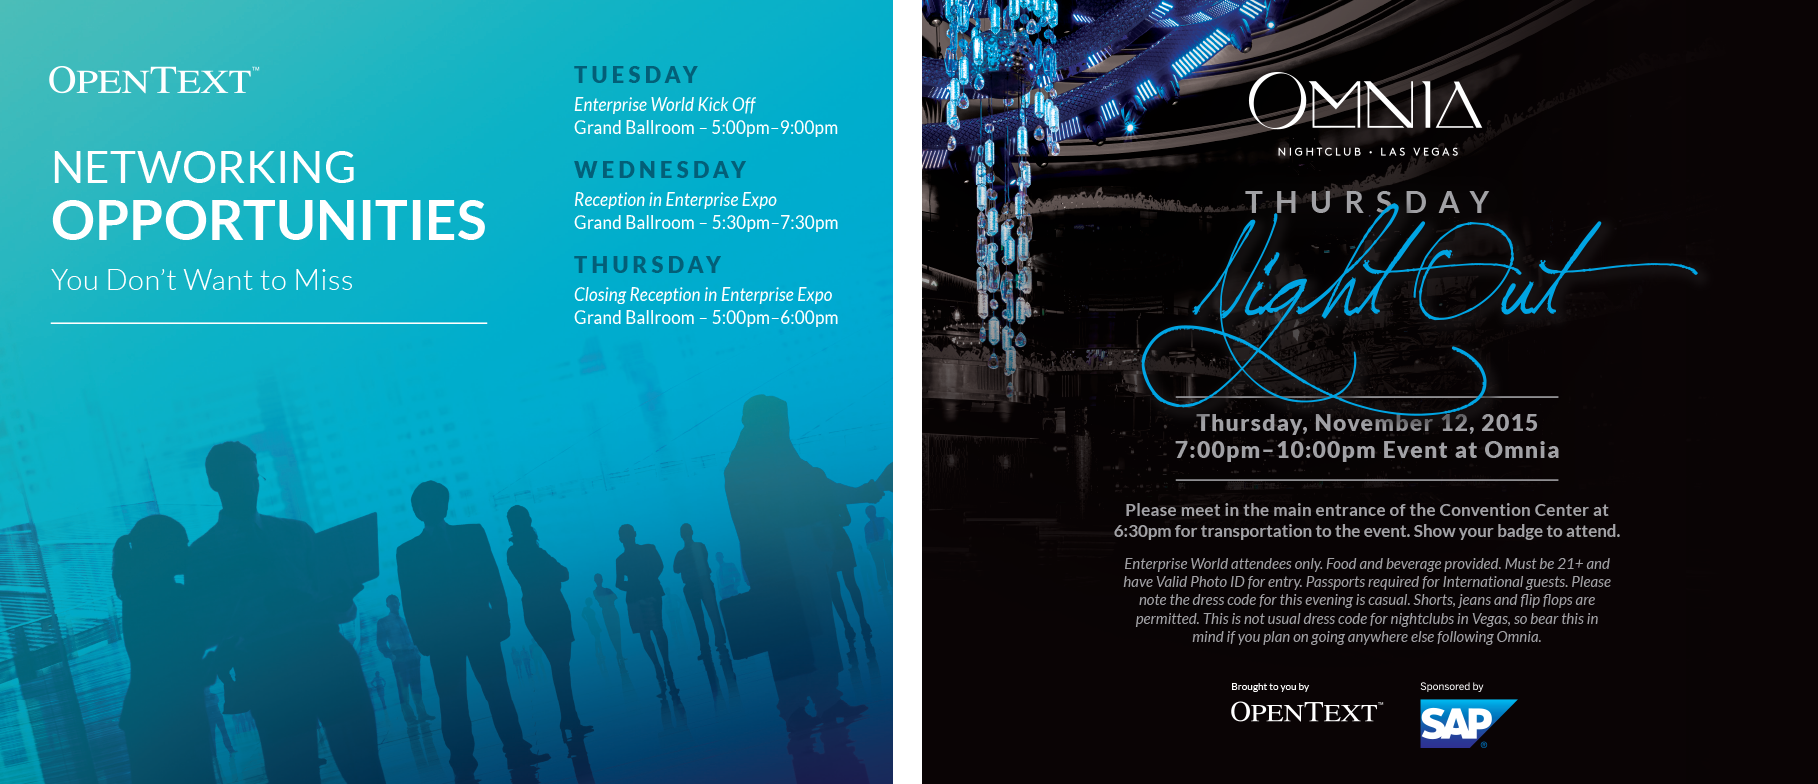 OPENTEXT™
NETWORKING
OPPORTUNITIES
You Don't Want to Miss
TUESDAY
Enterprise World Kick Off
Grand Ballroom – 5:00pm–9:00pm
WEDNESDAY
Reception in Enterprise Expo
Grand Ballroom – 5:30pm–7:30pm
THURSDAY
Closing Reception in Enterprise Expo
Grand Ballroom – 5:00pm–6:00pm
OMNIA
NIGHTCLUB • LAS VEGAS
THURSDAY
Night Out
Thursday, November 12, 2015
7:00pm–10:00pm Event at Omnia
Please meet in the main entrance of the Convention Center at
6:30pm for transportation to the event. Show your badge to attend.
Enterprise World attendees only. Food and beverage provided. Must be 21+ and
have Valid Photo ID for entry. Passports required for International guests. Please
note the dress code for this evening is casual. Shorts, jeans and flip flops are
permitted. This is not usual dress code for nightclubs in Vegas, so bear this in
mind if you plan on going anywhere else following Omnia.
Brought to you by
OPENTEXT™
Sponsored by
SAP®